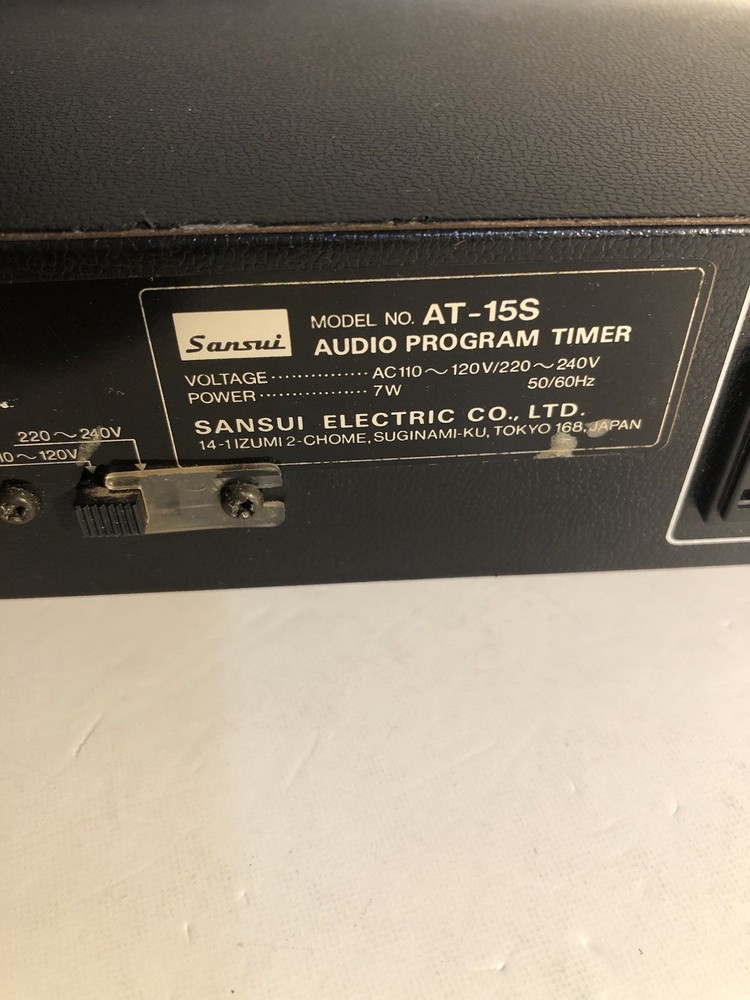 Sansui
MODEL NO. AT-15S
AUDIO PROGRAM TIMER
VOLTAGE ··············· AC110～120V/220～240V
POWER ················· 7W 50/60Hz
SANSUI ELECTRIC CO., LTD.
14-1 IZUMI 2-CHOME, SUGINAMI-KU, TOKYO 168, JAPAN
220～240V
～120V